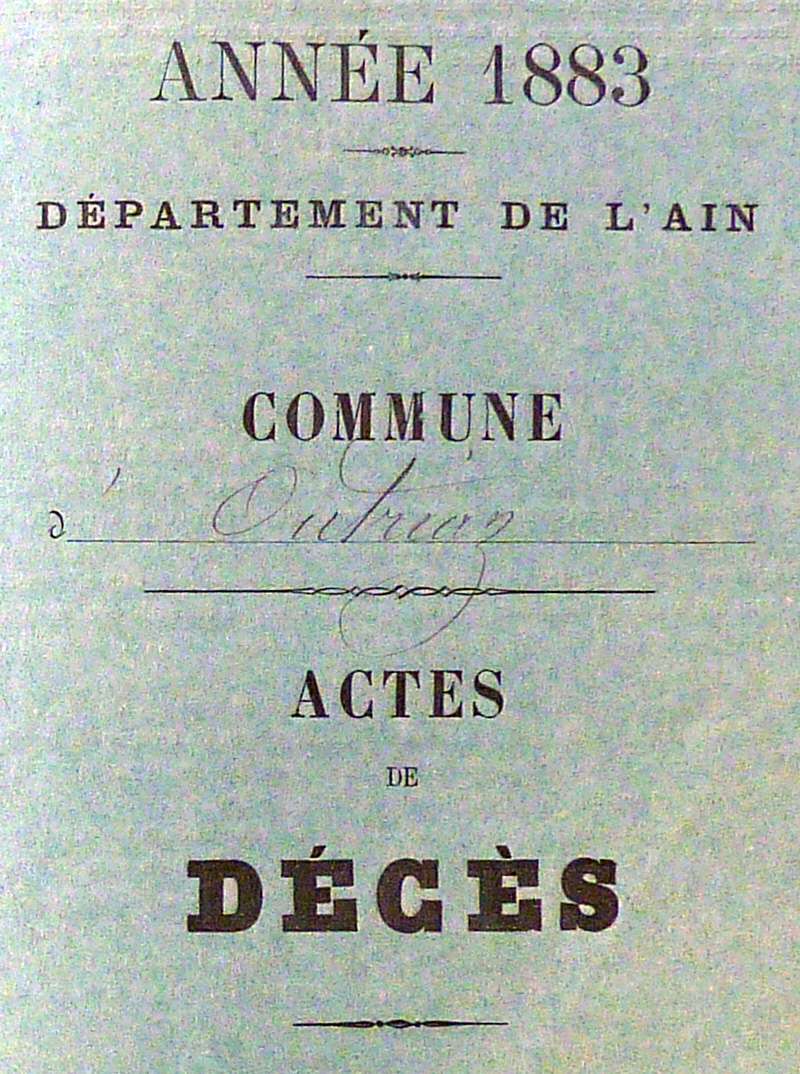 ANNÉE 1883
DÉPARTEMENT DE L'AIN
COMMUNE
d' Outriaz
ACTES
DE
DÉCÈS